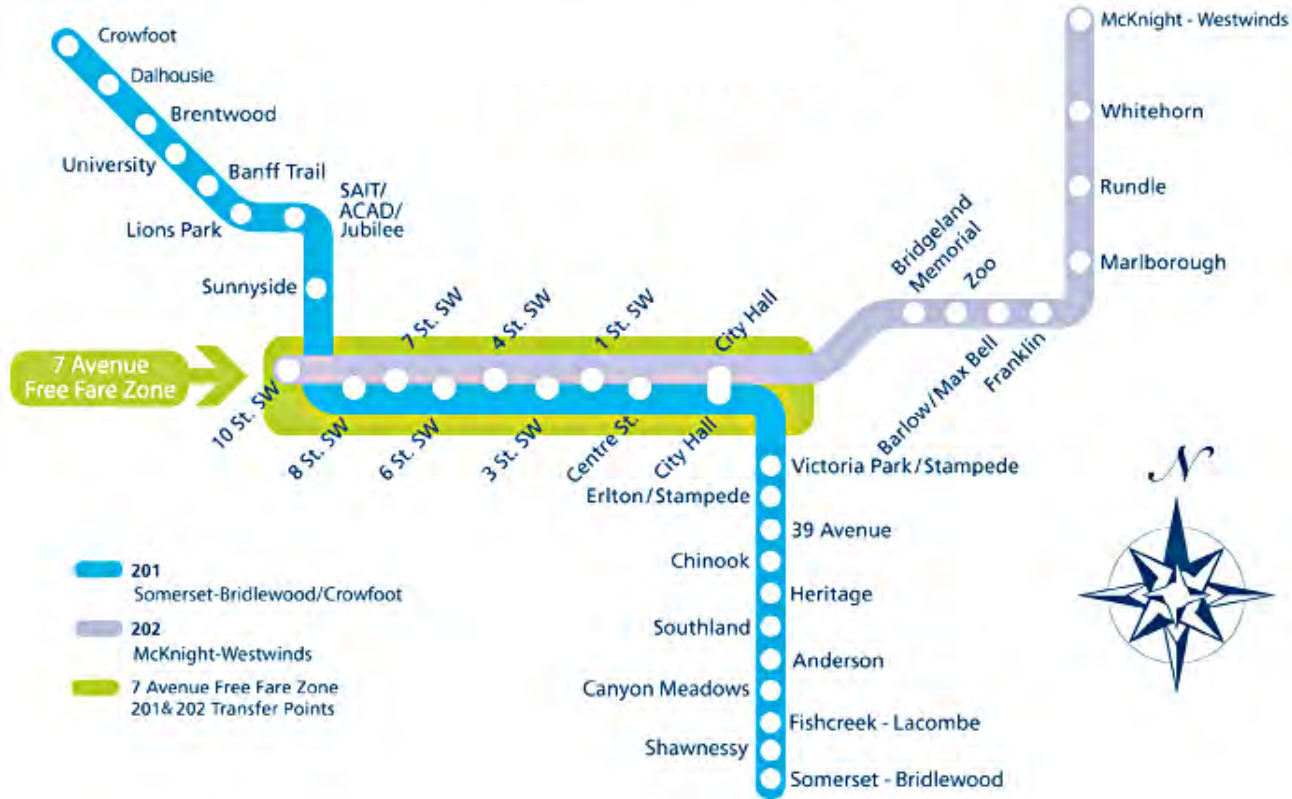 Crowfoot
Dalhousie
Brentwood
University
Banff Trail
Lions Park
SAIT/
ACAD/
Jubilee
Sunnyside
7 Avenue
Free Fare Zone
10 St. SW
8 St. SW
7 St. SW
6 St. SW
4 St. SW
3 St. SW
1 St. SW
Centre St.
City Hall
City Hall
Bridgeland
Memorial
Zoo
Barlow/Max Bell
Franklin
McKnight - Westwinds
Whitehorn
Rundle
Marlborough
Victoria Park/Stampede
Erlton/Stampede
39 Avenue
Chinook
Heritage
Southland
Anderson
Canyon Meadows
Fishcreek - Lacombe
Shawnessy
Somerset - Bridlewood
201
Somerset-Bridlewood/Crowfoot
202
McKnight-Westwinds
7 Avenue Free Fare Zone
201& 202 Transfer Points
N